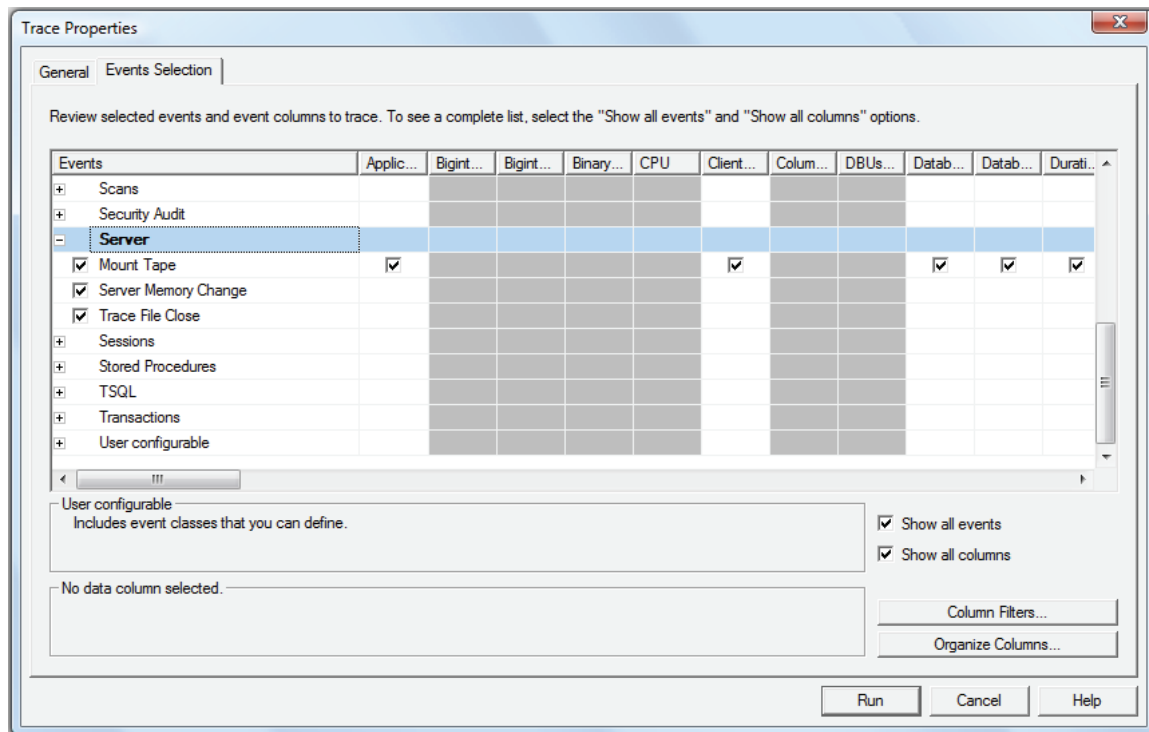 Trace Properties
General Events Selection
Review selected events and event columns to trace. To see a complete list, select the "Show all events" and "Show all columns" options.
Events Applic... Bigint... Bigint... Binary... CPU Client... Colum... DBUs... Datab... Datab... Durati...
Scans
Security Audit
Server
Mount Tape
Server Memory Change
Trace File Close
Sessions
Stored Procedures
TSQL
Transactions
User configurable
User configurable
Includes event classes that you can define.
Show all events
Show all columns
No data column selected.
Column Filters...
Organize Columns...
Run Cancel Help